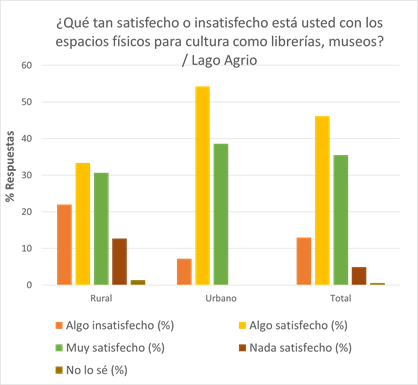 ¿Qué tan satisfecho o insatisfecho está usted con los
espacios físicos para cultura como librerías, museos?
/ Lago Agrio
% Respuestas
60
50
40
30
20
10
0
Rural Urbano Total
Algo insatisfecho (%) Algo satisfecho (%)
Muy satisfecho (%) Nada satisfecho (%)
No lo sé (%)